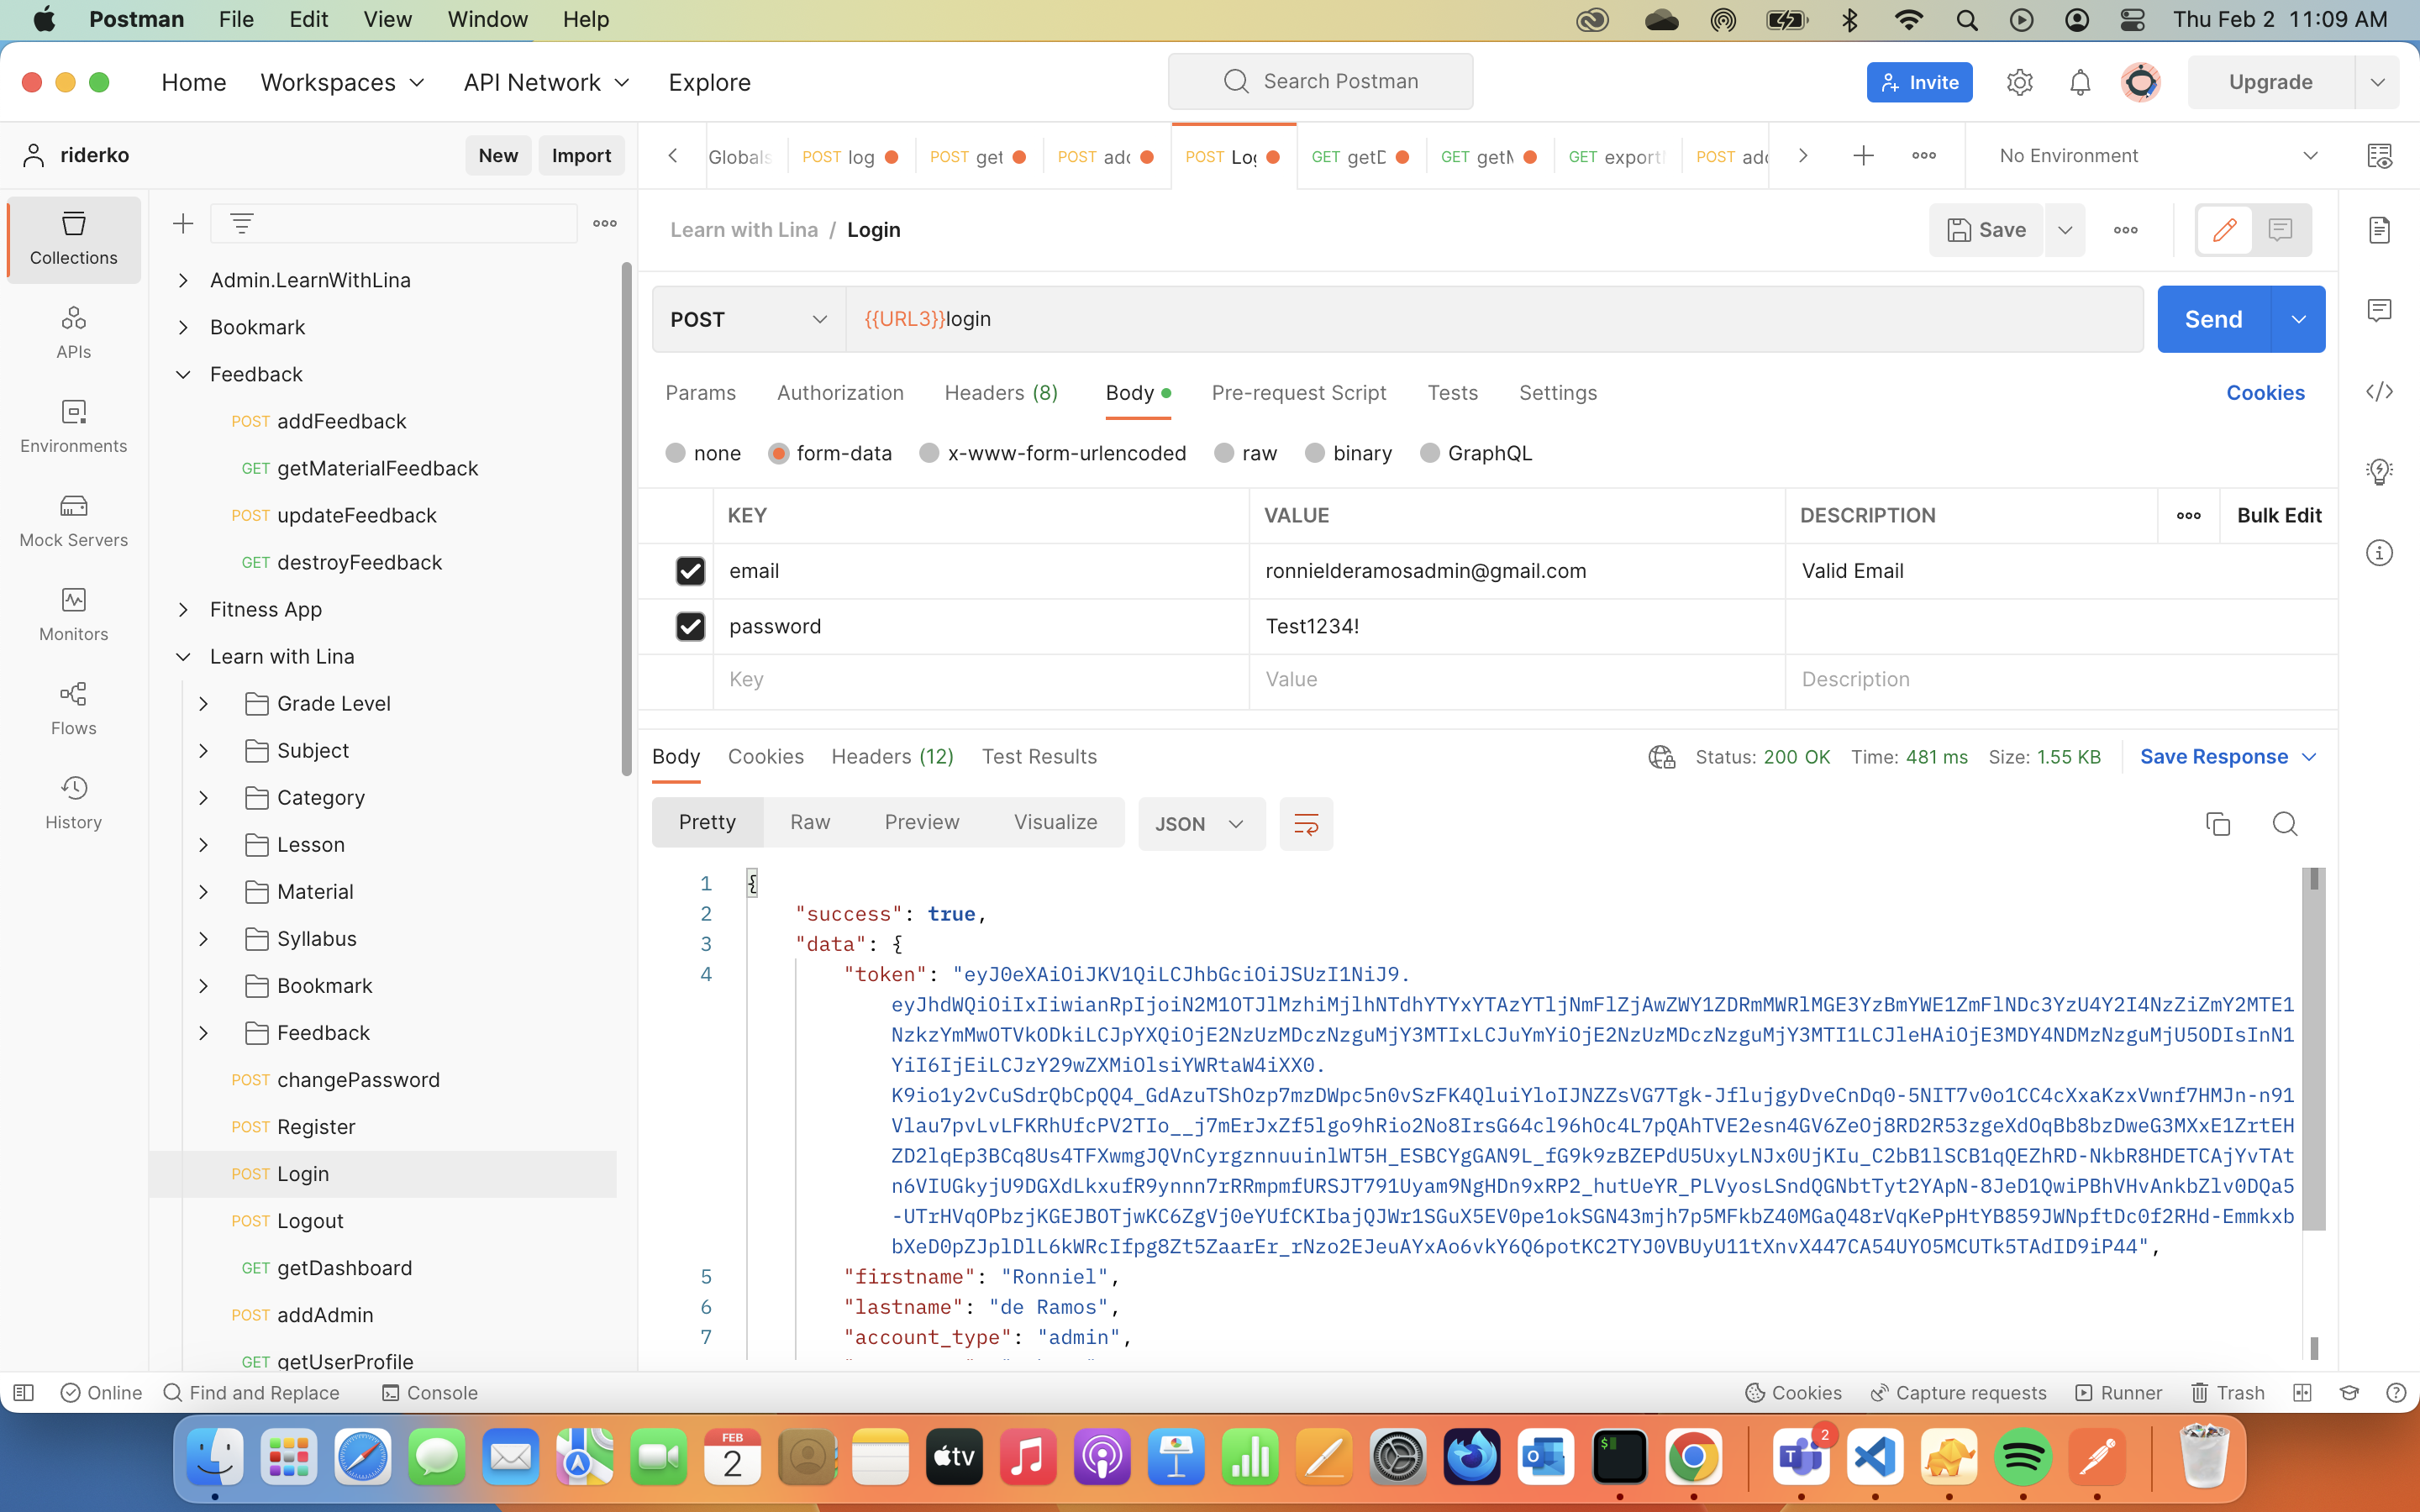 Postman File Edit View Window Help Thu Feb 2 11:09 AM
Home Workspaces API Network Explore Search Postman Invite Upgrade
riderko New Import
Globals POST log POST get POST adc POST Log GET getD GET getM GET export POST add No Environment
Collections
APIs
Environments
Mock Servers
Monitors
Flows
History
Admin.LearnWithLina
Bookmark
Feedback
POST addFeedback
GET getMaterialFeedback
POST updateFeedback
GET destroyFeedback
Fitness App
Learn with Lina
Grade Level
Subject
Category
Lesson
Material
Syllabus
Bookmark
Feedback
POST changePassword
POST Register
POST Login
POST Logout
GET getDashboard
POST addAdmin
GET getUserProfile
Learn with Lina / Login Save
POST {{URL3}}login Send
Params Authorization Headers (8) Body Pre-request Script Tests Settings Cookies
none form-data x-www-form-urlencoded raw binary GraphQL
KEY VALUE DESCRIPTION Bulk Edit
email ronnielderamosadmin@gmail.com Valid Email
password Test1234!
Key Value Description
Body Cookies Headers (12) Test Results Status: 200 OK Time: 481 ms Size: 1.55 KB Save Response
Pretty Raw Preview Visualize JSON
1 {
2 "success": true,
3 "data": {
4 "token": "eyJ0eXAiOiJKV1QiLCJhbGciOiJSUzI1NiJ9.
eyJhdWQiOiIxIiwianRpIjoiN2M1OTJlMzhiMjlhNTdhYTYxYTAzYTljNmFlZjAwZWY1ZDRmMWRlMGE3YzBmYWE1ZmFlNDc3YzU4Y2I4NzZiZmY2MTE1
NzkzYmMwOTVkODkiLCJpYXQiOjE2NzUzMDczNzguMjY3MTIxLCJuYmYiOjE2NzUzMDczNzguMjY3MTI1LCJleHAiOjE3MDY4NDMzNzguMjU5ODIsInN1
YiI6IjEiLCJzY29wZXMiOlsiYWRtaW4iXX0.
K9io1y2vCuSdrQbCpQQ4_GdAzuTShOzp7mzDWpc5n0vSzFK4QluiYloIJNZZsVG7Tgk-JflujgyDveCnDq0-5NIT7v0o1CC4cXxaKzxVwnf7HMJn-n91
Vlau7pvLvLFKRhUfcPV2TIo__j7mErJxZf5lgo9hRio2No8IrsG64cl96hOc4L7pQAhTVE2esn4GV6ZeOj8RD2R53zgeXdOqBb8bzDweG3MXxE1ZrtEH
ZD2lqEp3BCq8Us4TFXwmgJQVnCyrgznnuuinlWT5H_ESBCYgGAN9L_fG9k9zBZEPdU5UxyLNJx0UjKIu_C2bB1lSCB1qQEZhRD-NkbR8HDETCAjYvTAt
n6VIUGkyjU9DGXdLkxufR9ynnn7rRRmpmfURSJT791Uyam9NgHDn9xRP2_hutUeYR_PLVyosLSndQGNbtTyt2YApN-8JeD1QwiPBhVHvAnkbZlv0DQa5
-UTrHVqOPbzjKGEJBOTjwKC6ZgVj0eYUfCKIbajQJWr1SGuX5EV0pe1okSGN43mjh7p5MFkbZ40MGaQ48rVqKePpHtYB859JWNpftDc0f2RHd-Emmkxb
bXeD0pZJplDlL6kWRcIfpg8Zt5ZaarEr_rNzo2EJeuAYxAo6vkY6Q6potKC2TYJ0VBUyU11tXnvX447CA54UYO5MCUTk5TAdID9iP44",
5 "firstname": "Ronniel",
6 "lastname": "de Ramos",
7 "account_type": "admin",
Online Find and Replace Console Cookies Capture requests Runner Trash
FEB
2
tv
2